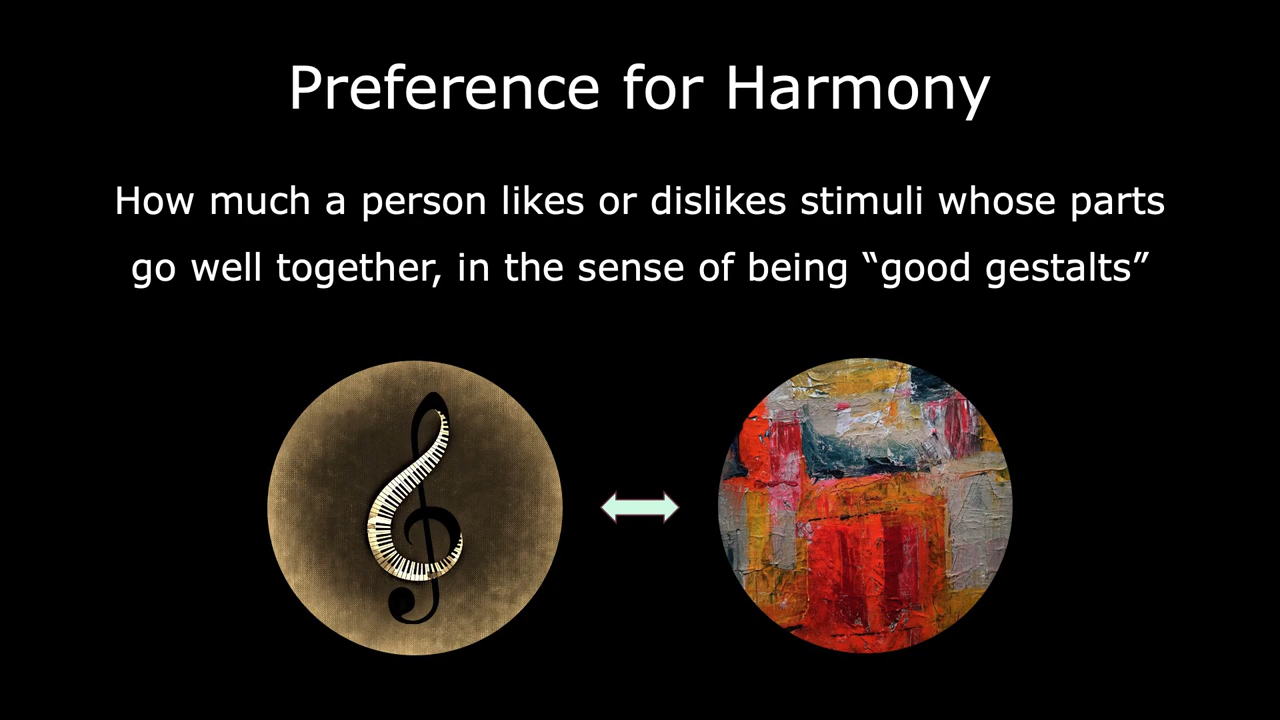 Preference for Harmony
How much a person likes or dislikes stimuli whose parts
go well together, in the sense of being “good gestalts”